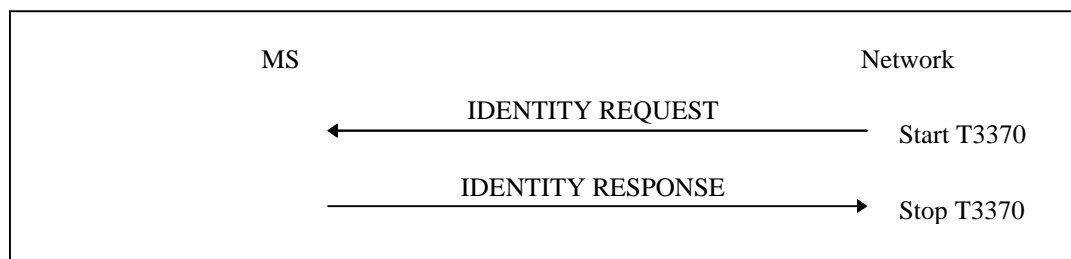 MS
Network
IDENTITY REQUEST
Start T3370
IDENTITY RESPONSE
Stop T3370